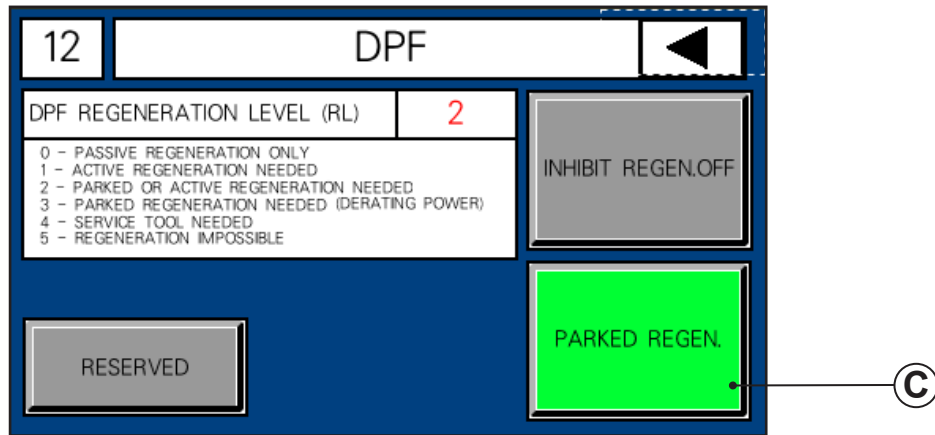 12
DPF
DPF REGENERATION LEVEL (RL)
2
0 - PASSIVE REGENERATION ONLY
1 - ACTIVE REGENERATION NEEDED
2 - PARKED OR ACTIVE REGENERATION NEEDED
3 - PARKED REGENERATION NEEDED (DERATING POWER)
4 - SERVICE TOOL NEEDED
5 - REGENERATION IMPOSSIBLE
INHIBIT REGEN.OFF
RESERVED
PARKED REGEN.
C